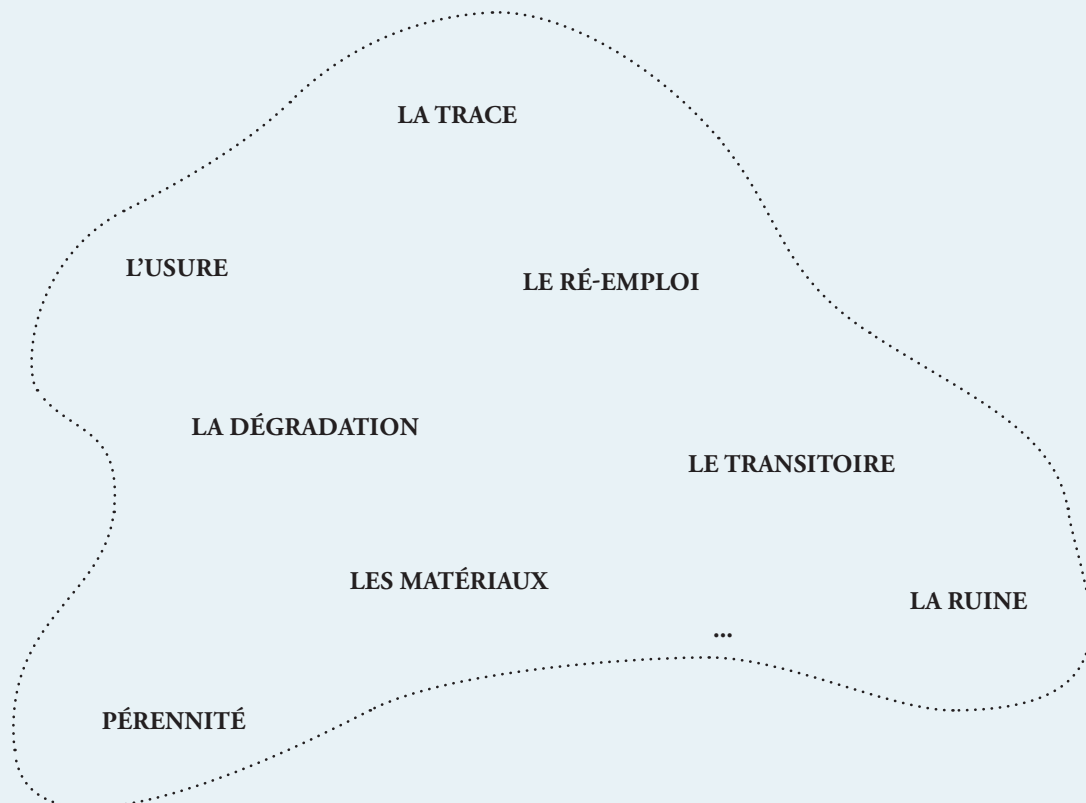 LA TRACE
L’USURE
LE RÉ-EMPLOI
LA DÉGRADATION
LE TRANSITOIRE
LES MATÉRIAUX
LA RUINE
...
PÉRENNITÉ